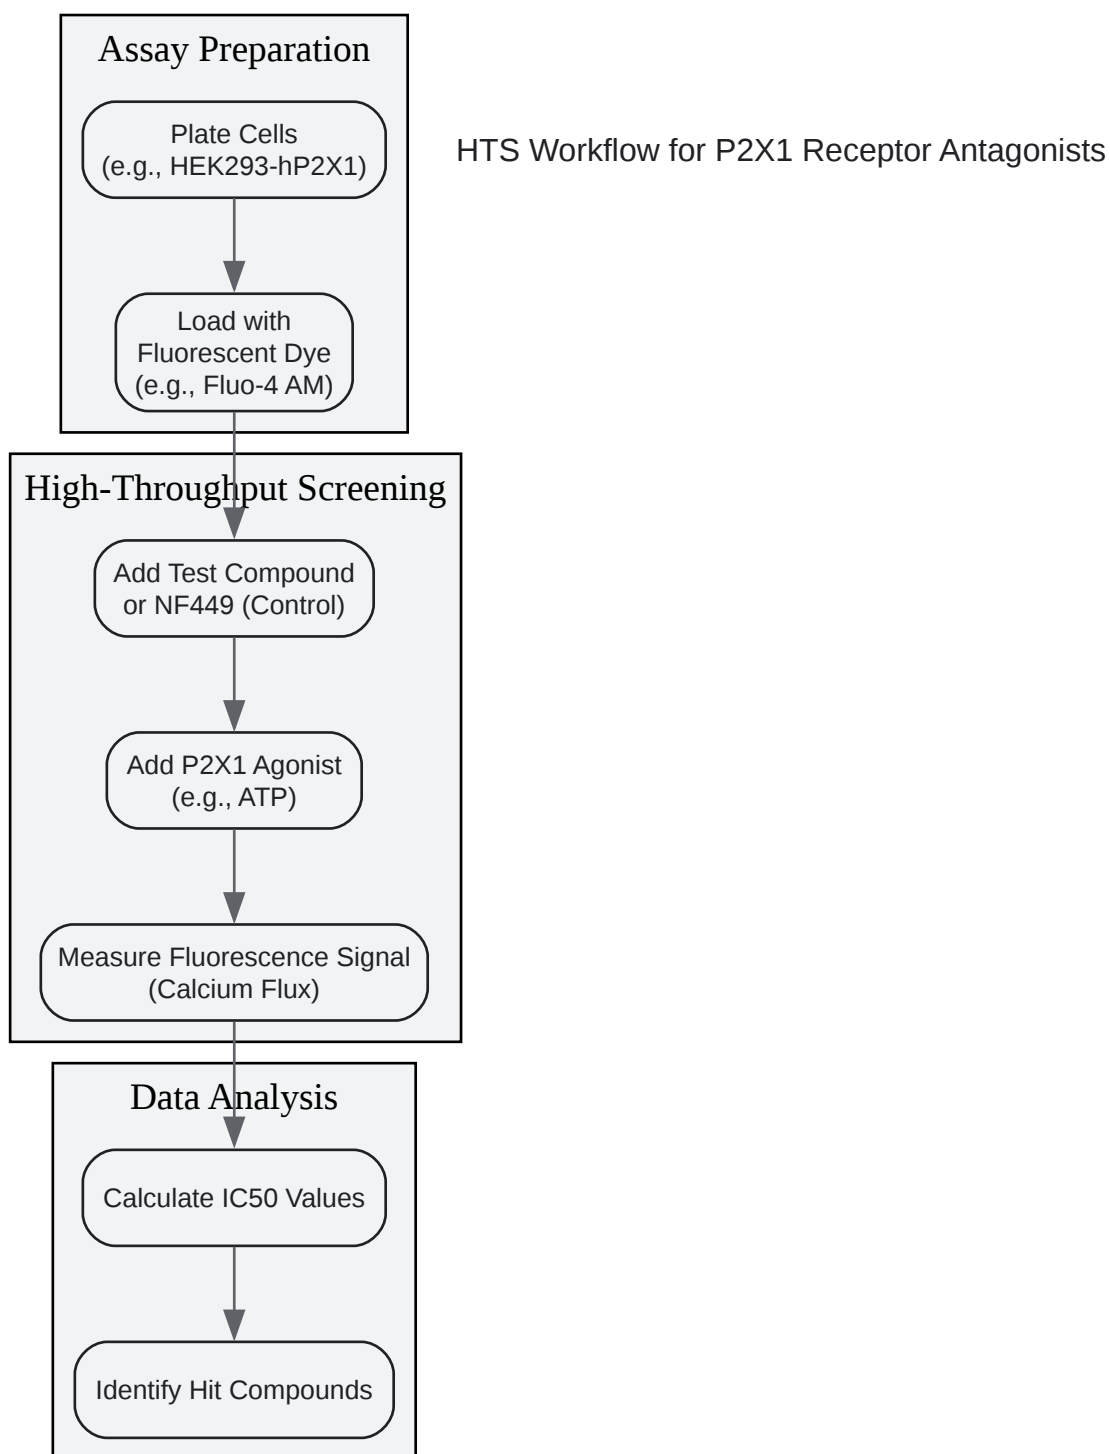 Assay Preparation
Plate Cells
(e.g., HEK293-hP2X1)
HTS Workflow for P2X1 Receptor Antagonists
Load with
Fluorescent Dye
(e.g., Fluo-4 AM)
High-Throughput Screening
Add Test Compound
or NF449 (Control)
Add P2X1 Agonist
(e.g., ATP)
Measure Fluorescence Signal
(Calcium Flux)
Data Analysis
Calculate IC50 Values
Identify Hit Compounds